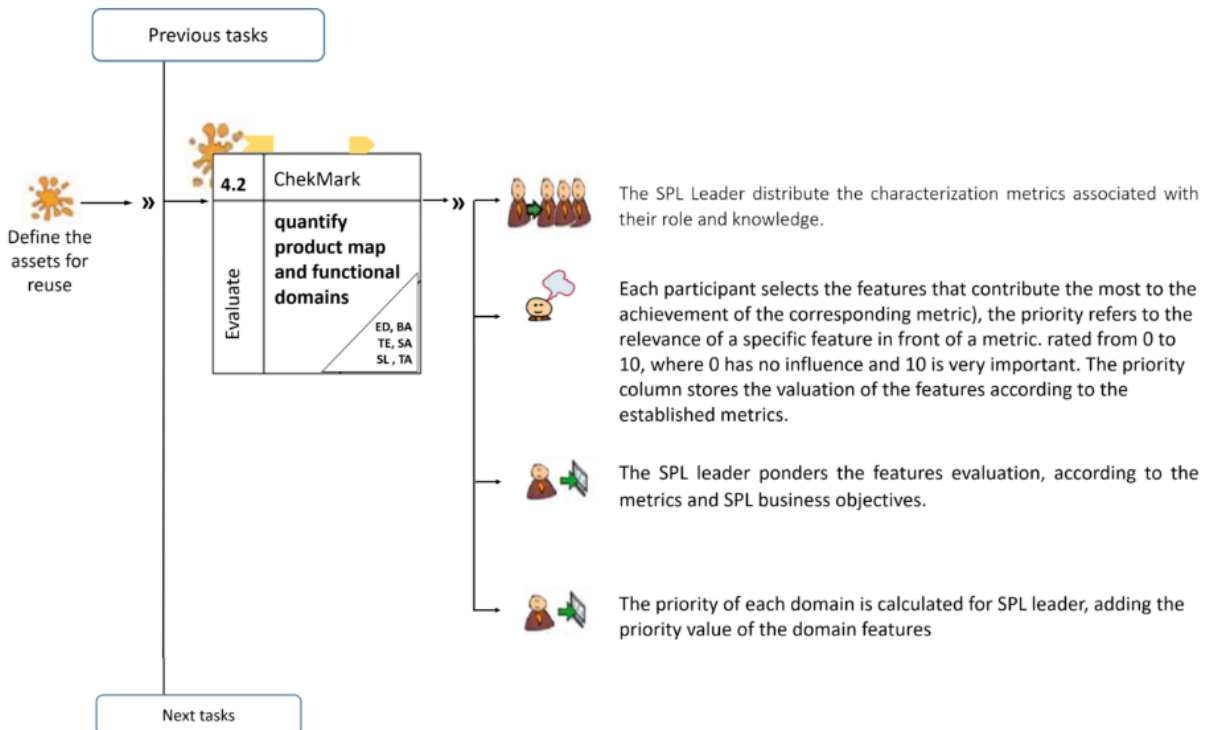 Previous tasks
Define the
assets for
reuse
»
4.2
ChekMark
Evaluate
quantify
product map
and functional
domains
ED, BA
TE, SA
SL , TA
»
The SPL Leader distribute the characterization metrics associated with
their role and knowledge.
Each participant selects the features that contribute the most to the
achievement of the corresponding metric), the priority refers to the
relevance of a specific feature in front of a metric. rated from 0 to
10, where 0 has no influence and 10 is very important. The priority
column stores the valuation of the features according to the
established metrics.
The SPL leader ponders the features evaluation, according to the
metrics and SPL business objectives.
The priority of each domain is calculated for SPL leader, adding the
priority value of the domain features
Next tasks